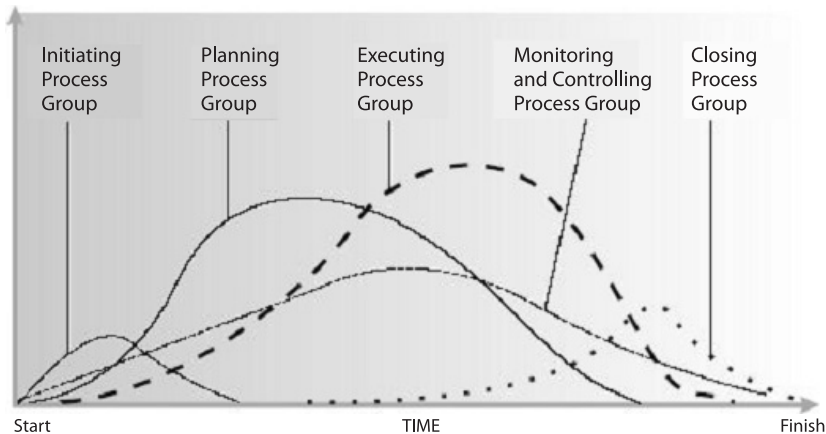 Initiating
Process
Group
Planning
Process
Group
Executing
Process
Group
Monitoring
and Controlling
Process Group
Closing
Process
Group
Start
TIME
Finish